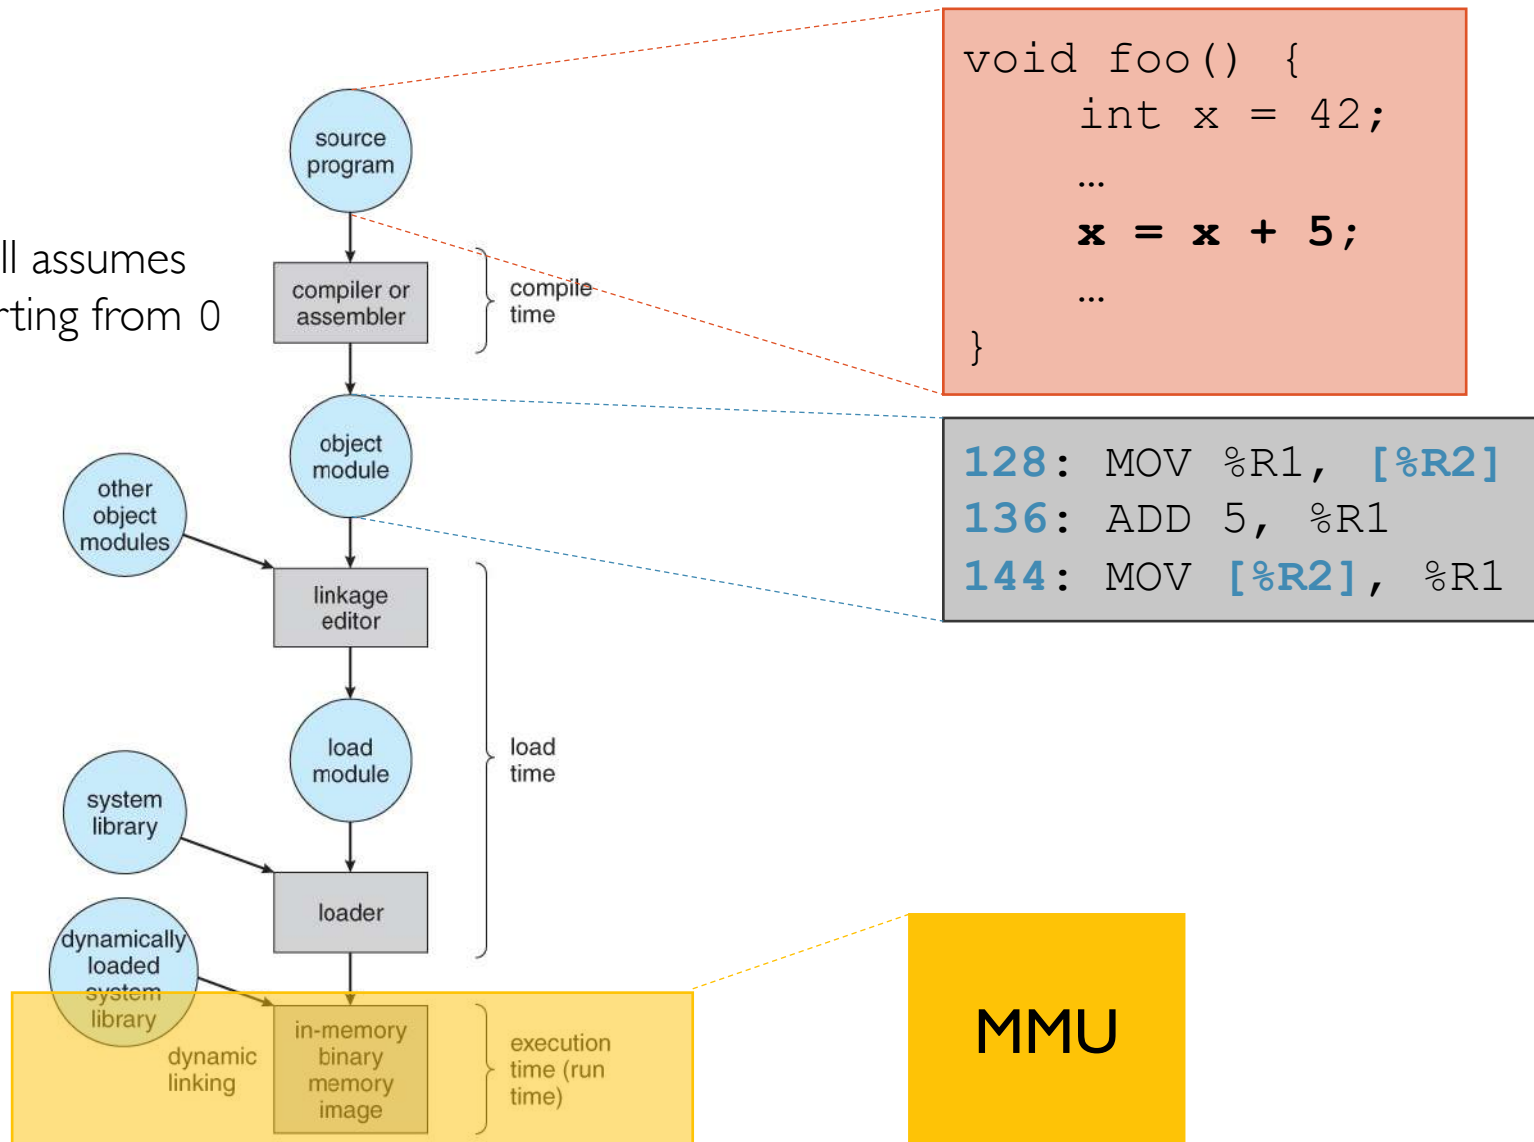 void foo() {
int x = 42;
…
x = x + 5;
…
}
source
program
ll assumes
rting from 0
compiler or
assembler
compile
time
object
module
128: MOV %R1, [%R2]
136: ADD 5, %R1
144: MOV [%R2], %R1
other
object
modules
linkage
editor
load
module
load
time
system
library
loader
dynamically
loaded
system
library
dynamic
linking
in-memory
binary
memory
image
execution
time (run
time)
MMU